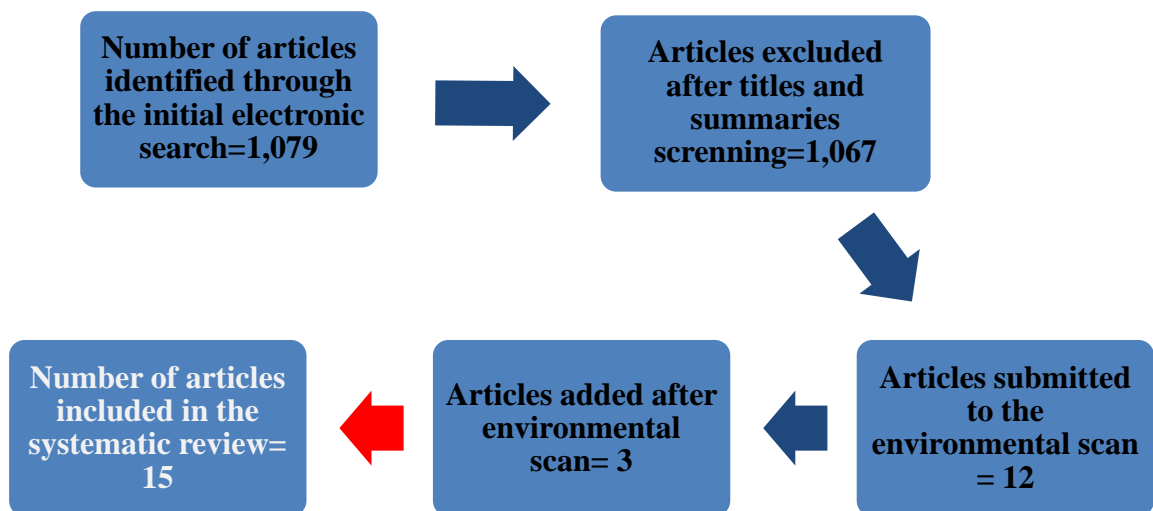 Number of articles
identified through
the initial electronic
search=1,079
Articles excluded
after titles and
summaries
screnning=1,067
Articles submitted
to the
environmental scan
= 12
Articles added after
environmental
scan= 3
Number of articles
included in the
systematic review=
15